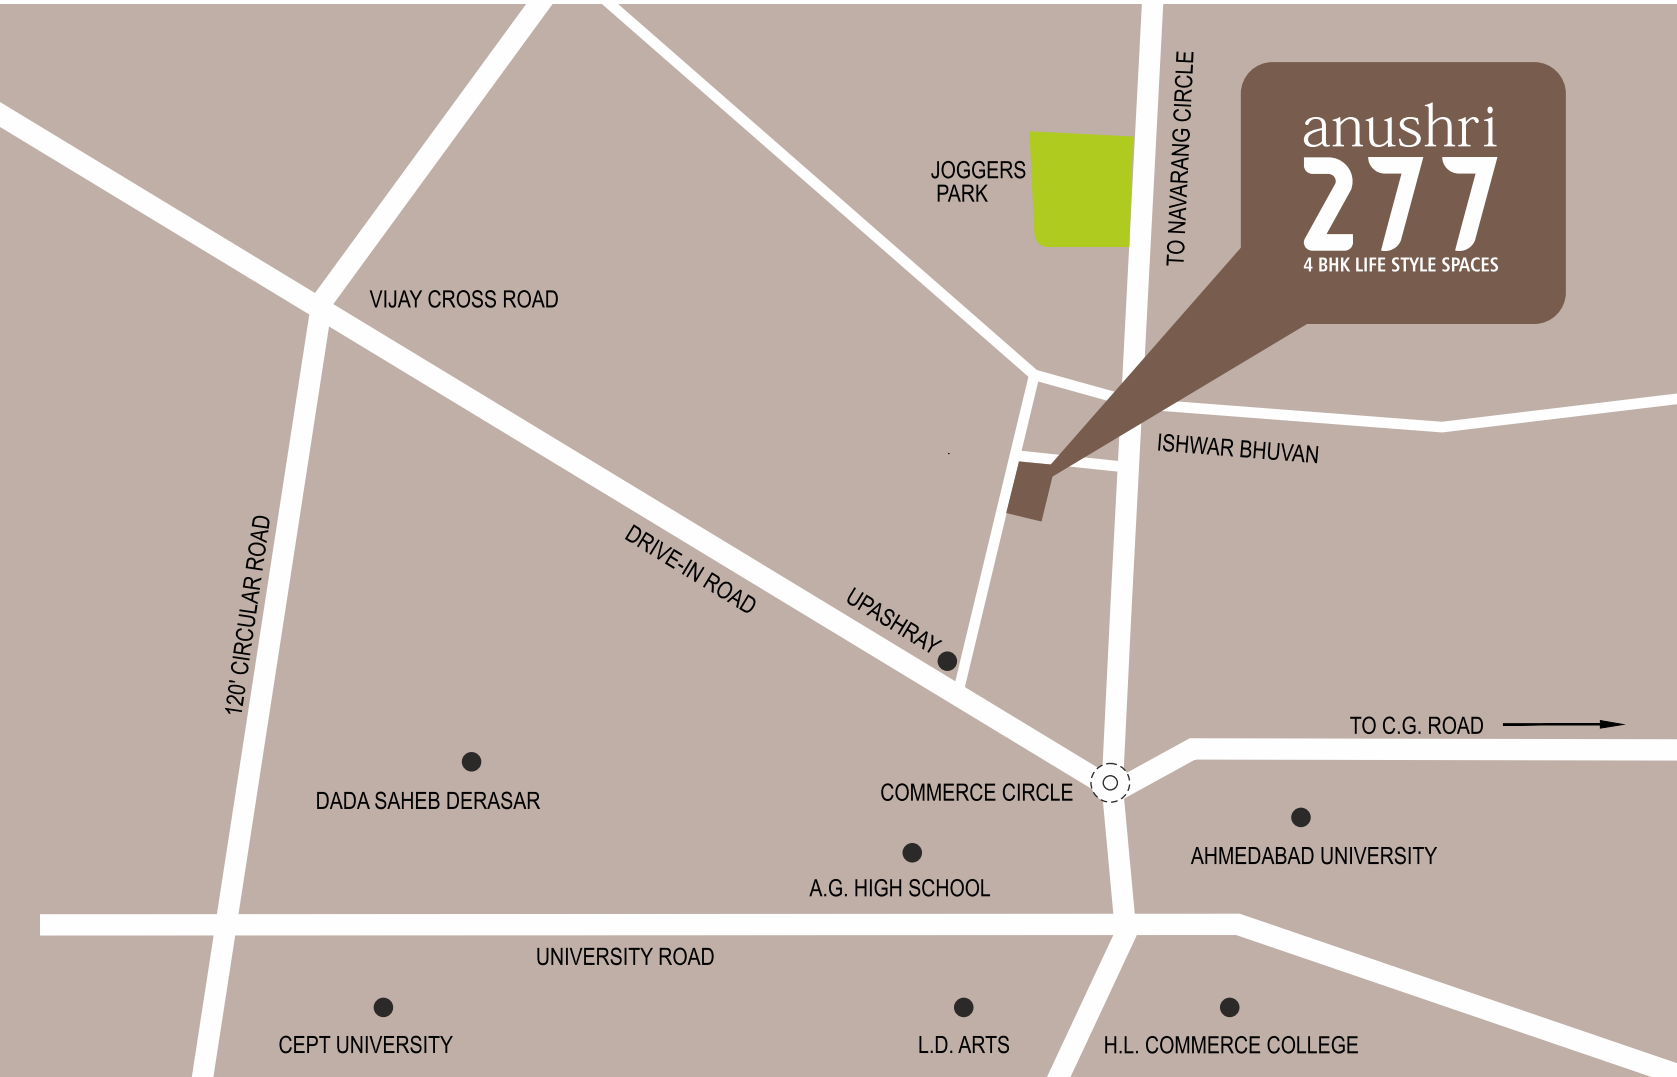 TO NAVARANG CIRCLE
anushri
277
4 BHK LIFE STYLE SPACES
JOGGERS
PARK
VIJAY CROSS ROAD
ISHWAR BHUVAN
120' CIRCULAR ROAD
DRIVE-IN ROAD
UPASHRAY
TO C.G. ROAD
COMMERCE CIRCLE
DADA SAHEB DERASAR
AHMEDABAD UNIVERSITY
A.G. HIGH SCHOOL
UNIVERSITY ROAD
CEPT UNIVERSITY
L.D. ARTS
H.L. COMMERCE COLLEGE